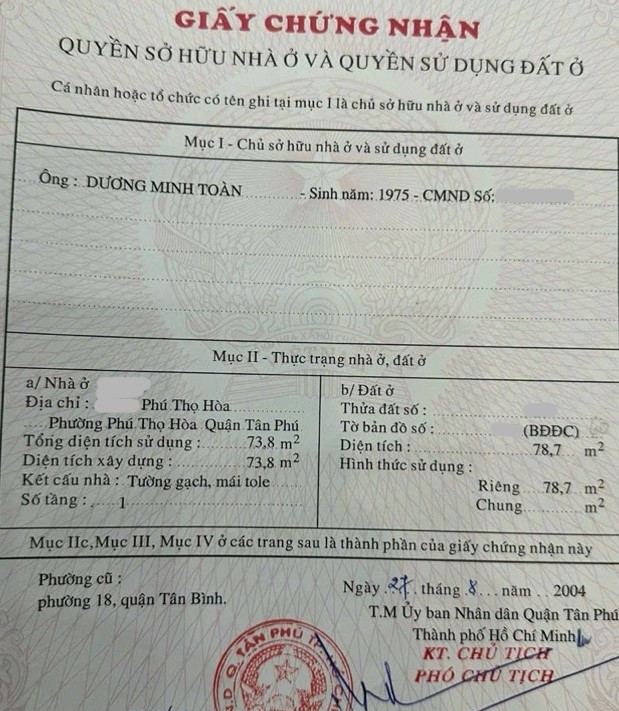 GIẤY CHỨNG NHẬN
QUYỀN SỞ HỮU NHÀ Ở VÀ QUYỀN SỬ DỤNG ĐẤT Ở
Cá nhân hoặc tổ chức có tên ghi tại mục I là chủ sở hữu nhà ở và sử dụng đất ở
Mục I - Chủ sở hữu nhà ở và sử dụng đất ở
Ông : DƯƠNG MINH TOÀN - Sinh năm: 1975 - CMND Số:
Mục II - Thực trạng nhà ở, đất ở
a/ Nhà ở
Địa chỉ : Phú Thọ Hòa
Phường Phú Thọ Hòa Quận Tân Phú
Tổng diện tích sử dụng : 73,8 m²
Diện tích xây dựng : 73,8 m²
Kết cấu nhà : Tường gạch, mái tole
Số tầng : 1
b/ Đất ở
Thửa đất số :
Tờ bản đồ số : (BĐĐC)
Diện tích : 78,7 m²
Hình thức sử dụng :
Riêng 78,7 m²
Chung m²
Mục IIc, Mục III, Mục IV ở các trang sau là thành phần của giấy chứng nhận này
Phường cũ :
phường 18, quận Tân Bình.
Ngày 27 tháng 8 năm 2004
T.M Ủy ban Nhân dân Quận Tân Phú
Thành phố Hồ Chí Minh
KT. CHỦ TỊCH
PHÓ CHỦ TỊCH
Q. TÂN PHÚ